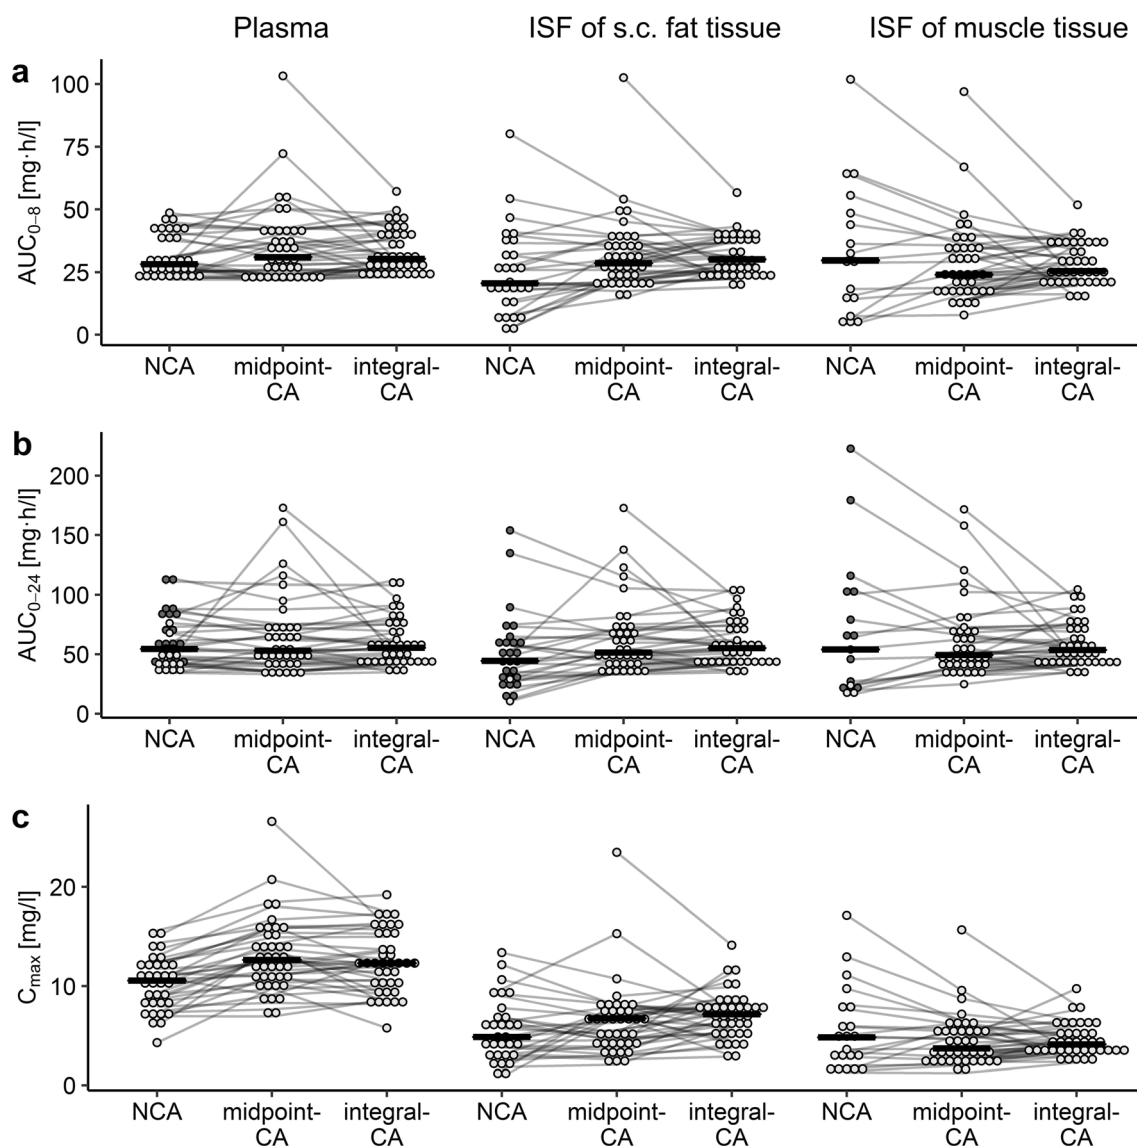 Plasma ISF of s.c. fat tissue ISF of muscle tissue
a
AUC0–8 [mg·h/l]
100
75
50
25
0
NCA midpoint-CA integral-CA NCA midpoint-CA integral-CA NCA midpoint-CA integral-CA
b
AUC0–24 [mg·h/l]
200
150
100
50
0
NCA midpoint-CA integral-CA NCA midpoint-CA integral-CA NCA midpoint-CA integral-CA
c
Cmax [mg/l]
20
10
0
NCA midpoint-CA integral-CA NCA midpoint-CA integral-CA NCA midpoint-CA integral-CA